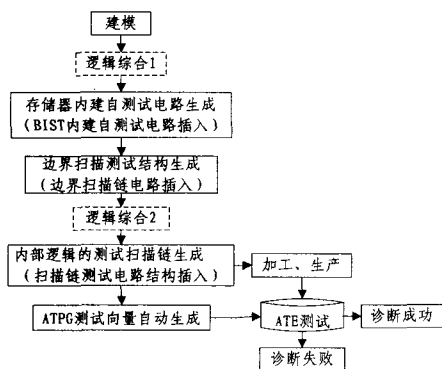 建模
逻辑综合1
存储器内建自测试电路生成
(BIST内建自测试电路插入)
边界扫描测试结构生成
(边界扫描链电路插入)
逻辑综合2
内部逻辑的测试扫描链生成
(扫描链测试电路结构插入)
加工、生产
ATPG测试向量自动生成
ATE测试
诊断成功
诊断失败